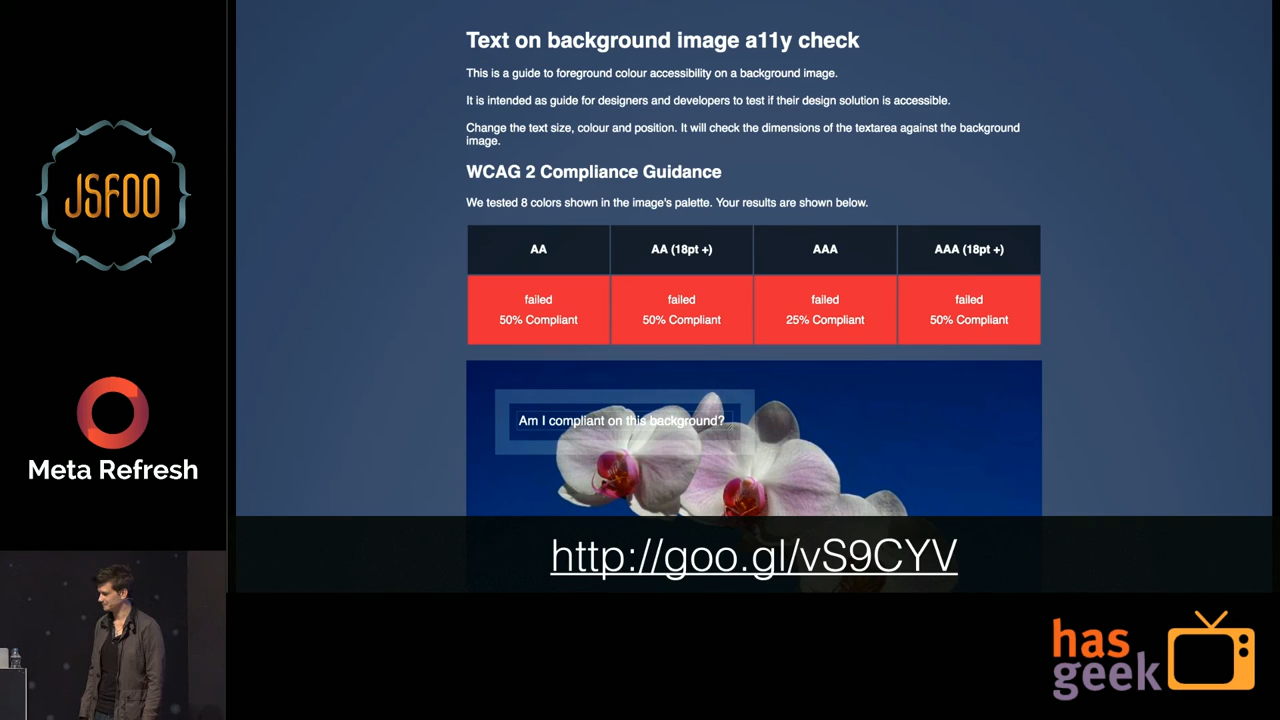 Text on background image a11y check
This is a guide to foreground colour accessibility on a background image.
It is intended as guide for designers and developers to test if their design solution is accessible.
Change the text size, colour and position. It will check the dimensions of the textarea against the background
image.
WCAG 2 Compliance Guidance
We tested 8 colors shown in the image's palette. Your results are shown below.
AA AA (18pt +) AAA AAA (18pt +)
failed failed failed failed
50% Compliant 50% Compliant 25% Compliant 50% Compliant
Am I compliant on this background?
http://goo.gl/vS9CYV
JSFOO
Meta Refresh
has
geek